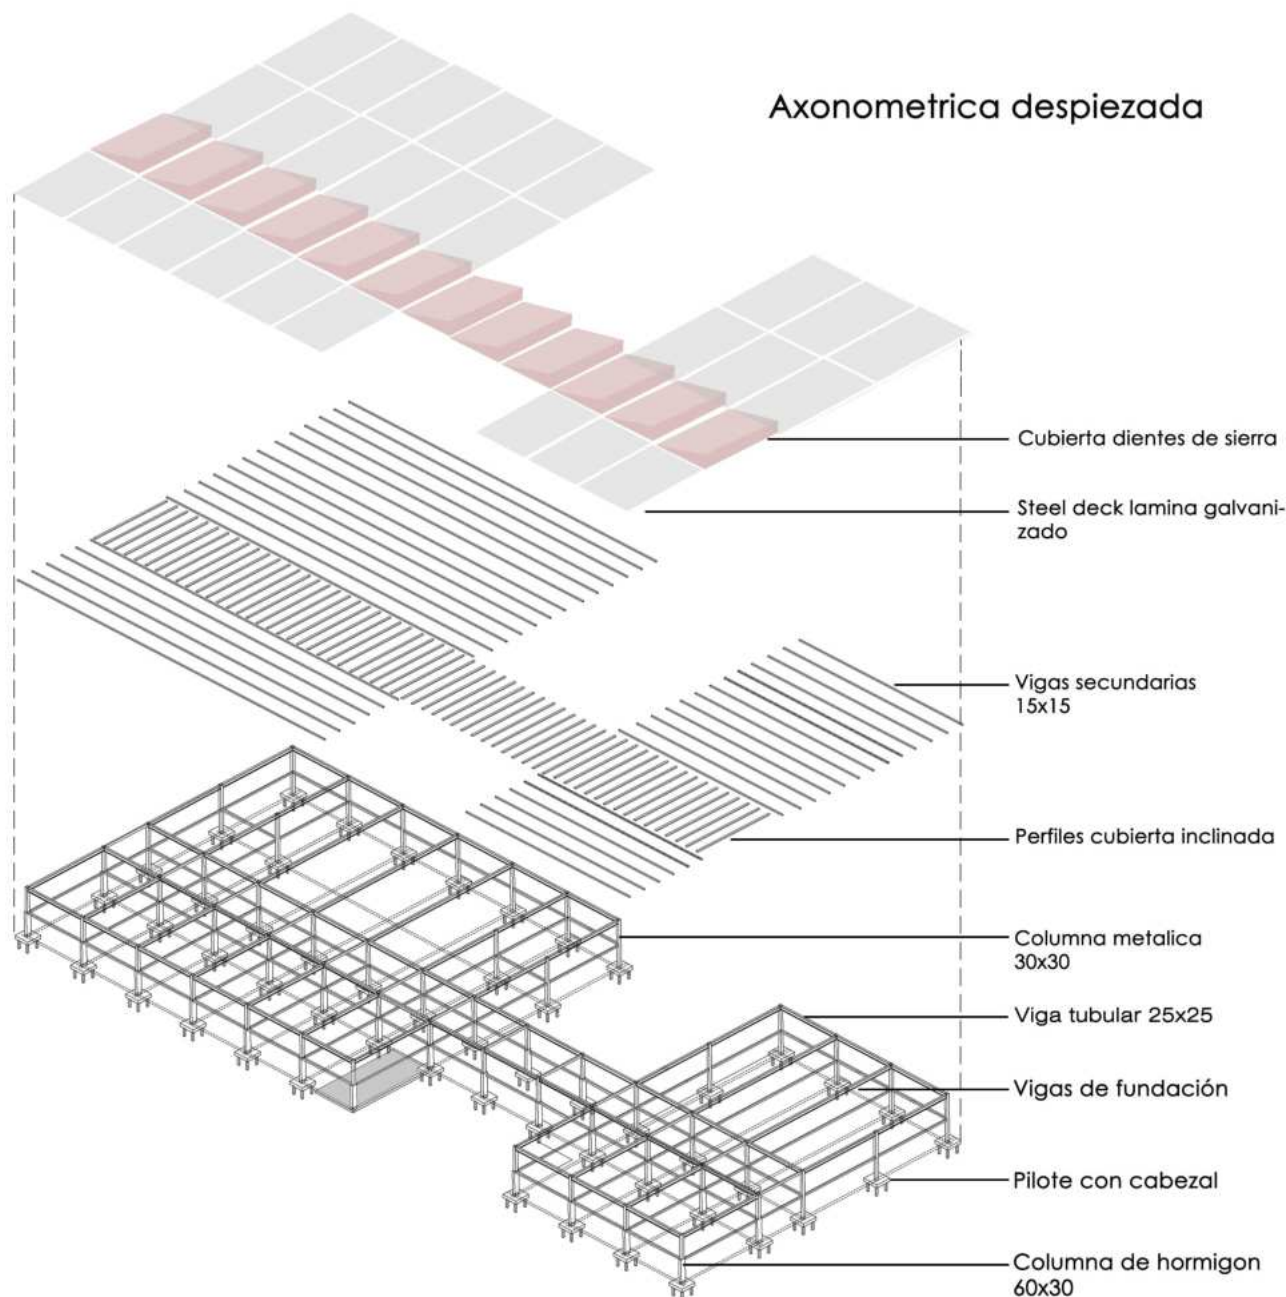 Axonometrica despiezada
Cubierta dientes de sierra
Steel deck lamina galvani-
zado
Vigas secundarias
15x15
Perfiles cubierta inclinada
Columna metalica
30x30
Viga tubular 25x25
Vigas de fundación
Pilote con cabezal
Columna de hormigon
60x30